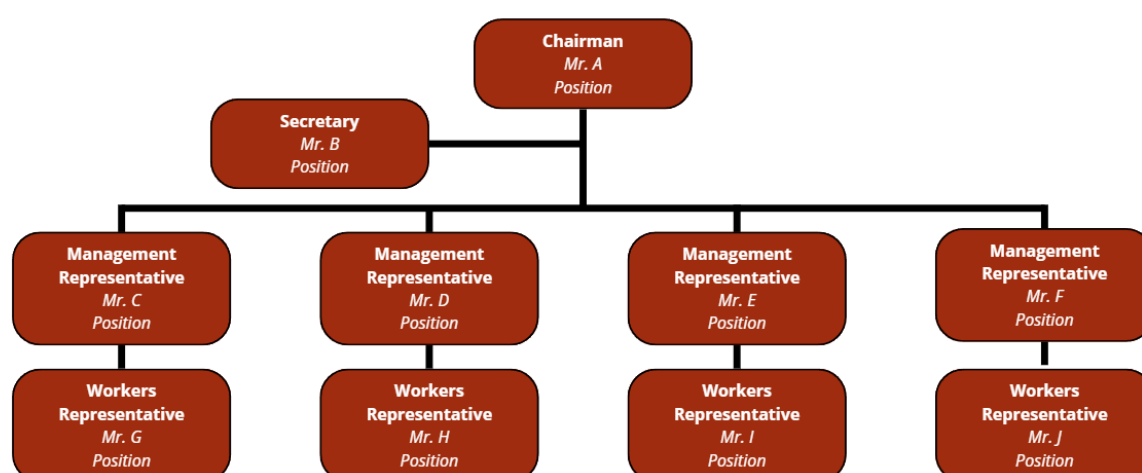 Chairman
Mr. A
Position
Secretary
Mr. B
Position
Management
Representative
Mr. C
Position
Management
Representative
Mr. D
Position
Management
Representative
Mr. E
Position
Management
Representative
Mr. F
Position
Workers
Representative
Mr. G
Position
Workers
Representative
Mr. H
Position
Workers
Representative
Mr. I
Position
Workers
Representative
Mr. J
Position